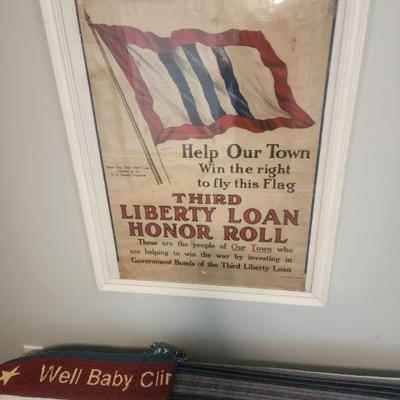 Help Our Town
Win the right
to fly this Flag
THIRD
LIBERTY LOAN
HONOR ROLL
These are the people of Our Town who
are helping to win the war by investing in
Government Bonds of the Third Liberty Loan
Well Baby Clin